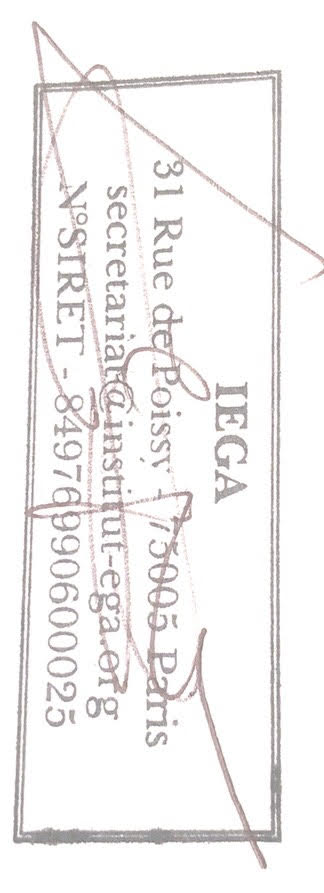 IEGA
31 Rue de Poissy - 75005 Paris
secretariat@institut-ega.org
N°SIRET - 84976990600025